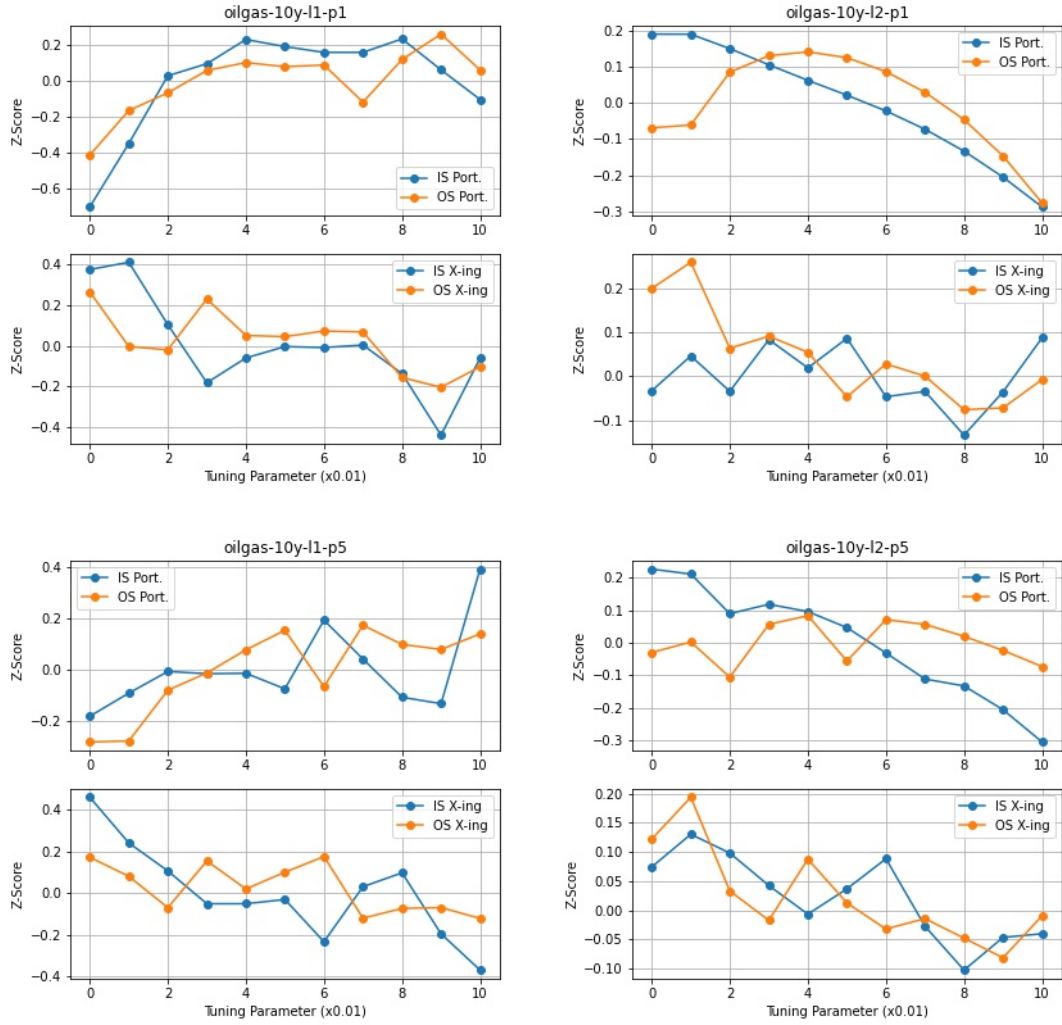 oilgas-10y-l1-p1
0.2
0.0
−0.2
−0.4
−0.6
Z-Score
IS Port.
OS Port.
0 2 4 6 8 10
0.4
0.2
0.0
−0.2
−0.4
Z-Score
IS X-ing
OS X-ing
0 2 4 6 8 10
Tuning Parameter (x0.01)
oilgas-10y-l2-p1
0.2
0.1
0.0
−0.1
−0.2
−0.3
Z-Score
IS Port.
OS Port.
0 2 4 6 8 10
0.2
0.1
0.0
−0.1
Z-Score
IS X-ing
OS X-ing
0 2 4 6 8 10
Tuning Parameter (x0.01)
oilgas-10y-l1-p5
0.4
0.2
0.0
−0.2
Z-Score
IS Port.
OS Port.
0 2 4 6 8 10
0.4
0.2
0.0
−0.2
−0.4
Z-Score
IS X-ing
OS X-ing
0 2 4 6 8 10
Tuning Parameter (x0.01)
oilgas-10y-l2-p5
0.2
0.1
0.0
−0.1
−0.2
−0.3
Z-Score
IS Port.
OS Port.
0 2 4 6 8 10
0.20
0.15
0.10
0.05
0.00
−0.05
−0.10
Z-Score
IS X-ing
OS X-ing
0 2 4 6 8 10
Tuning Parameter (x0.01)